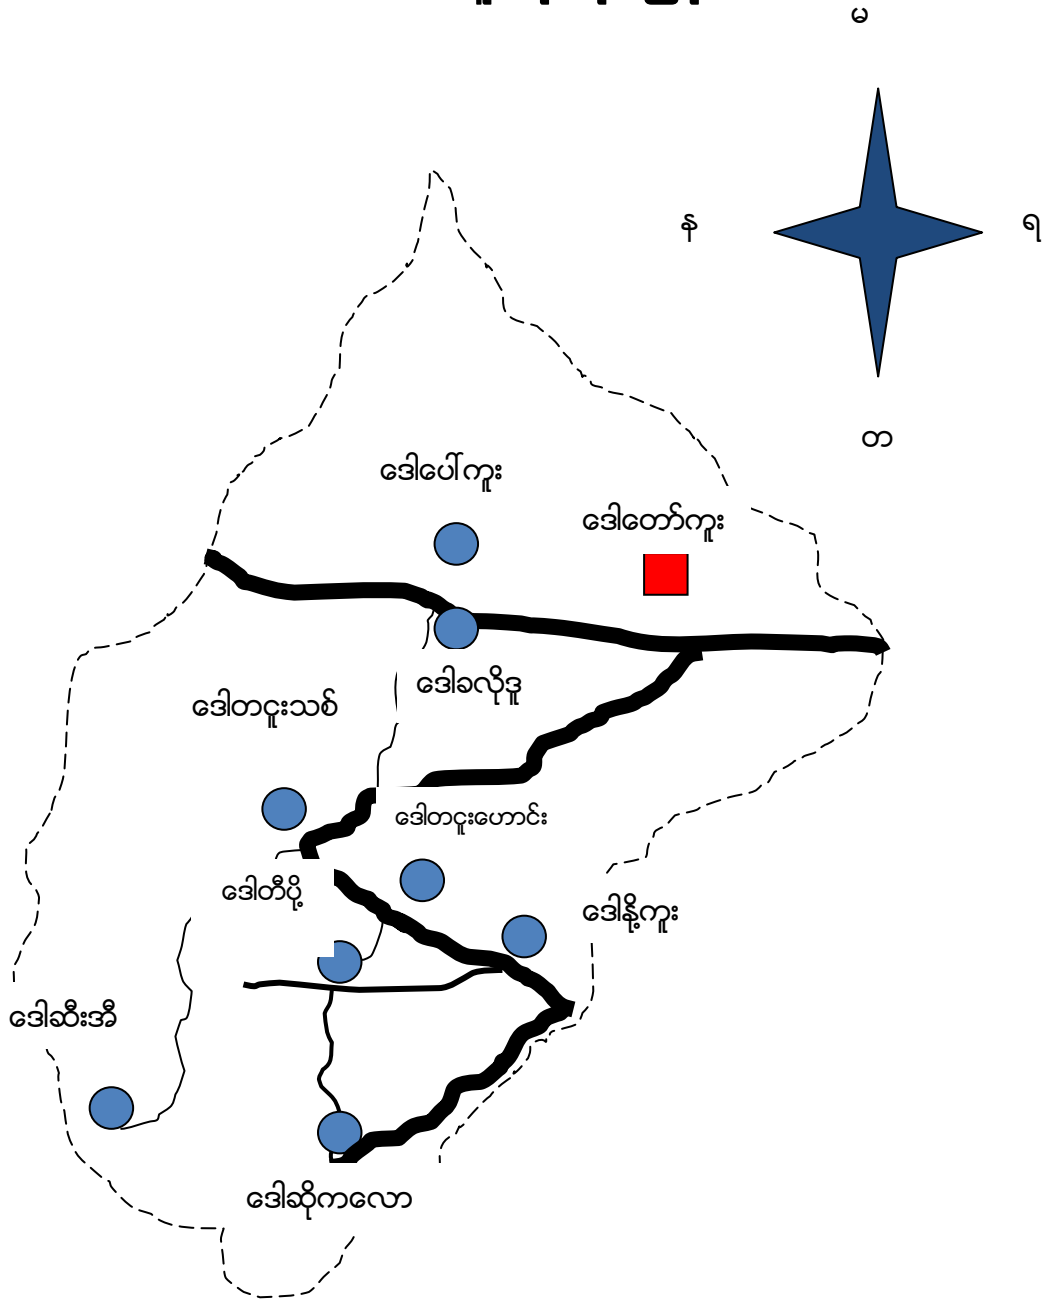 မ
န
ရ
တ
ဒေါပေါ်ကူး
ဒေါတော်ကူး
ဒေါခလိုဒူ
ဒေါတငူးသစ်
ဒေါတငူးဟောင်း
ဒေါတီပို့
ဒေါနို့ကူး
ဒေါဆီးအီ
ဒေါဆိုကလော